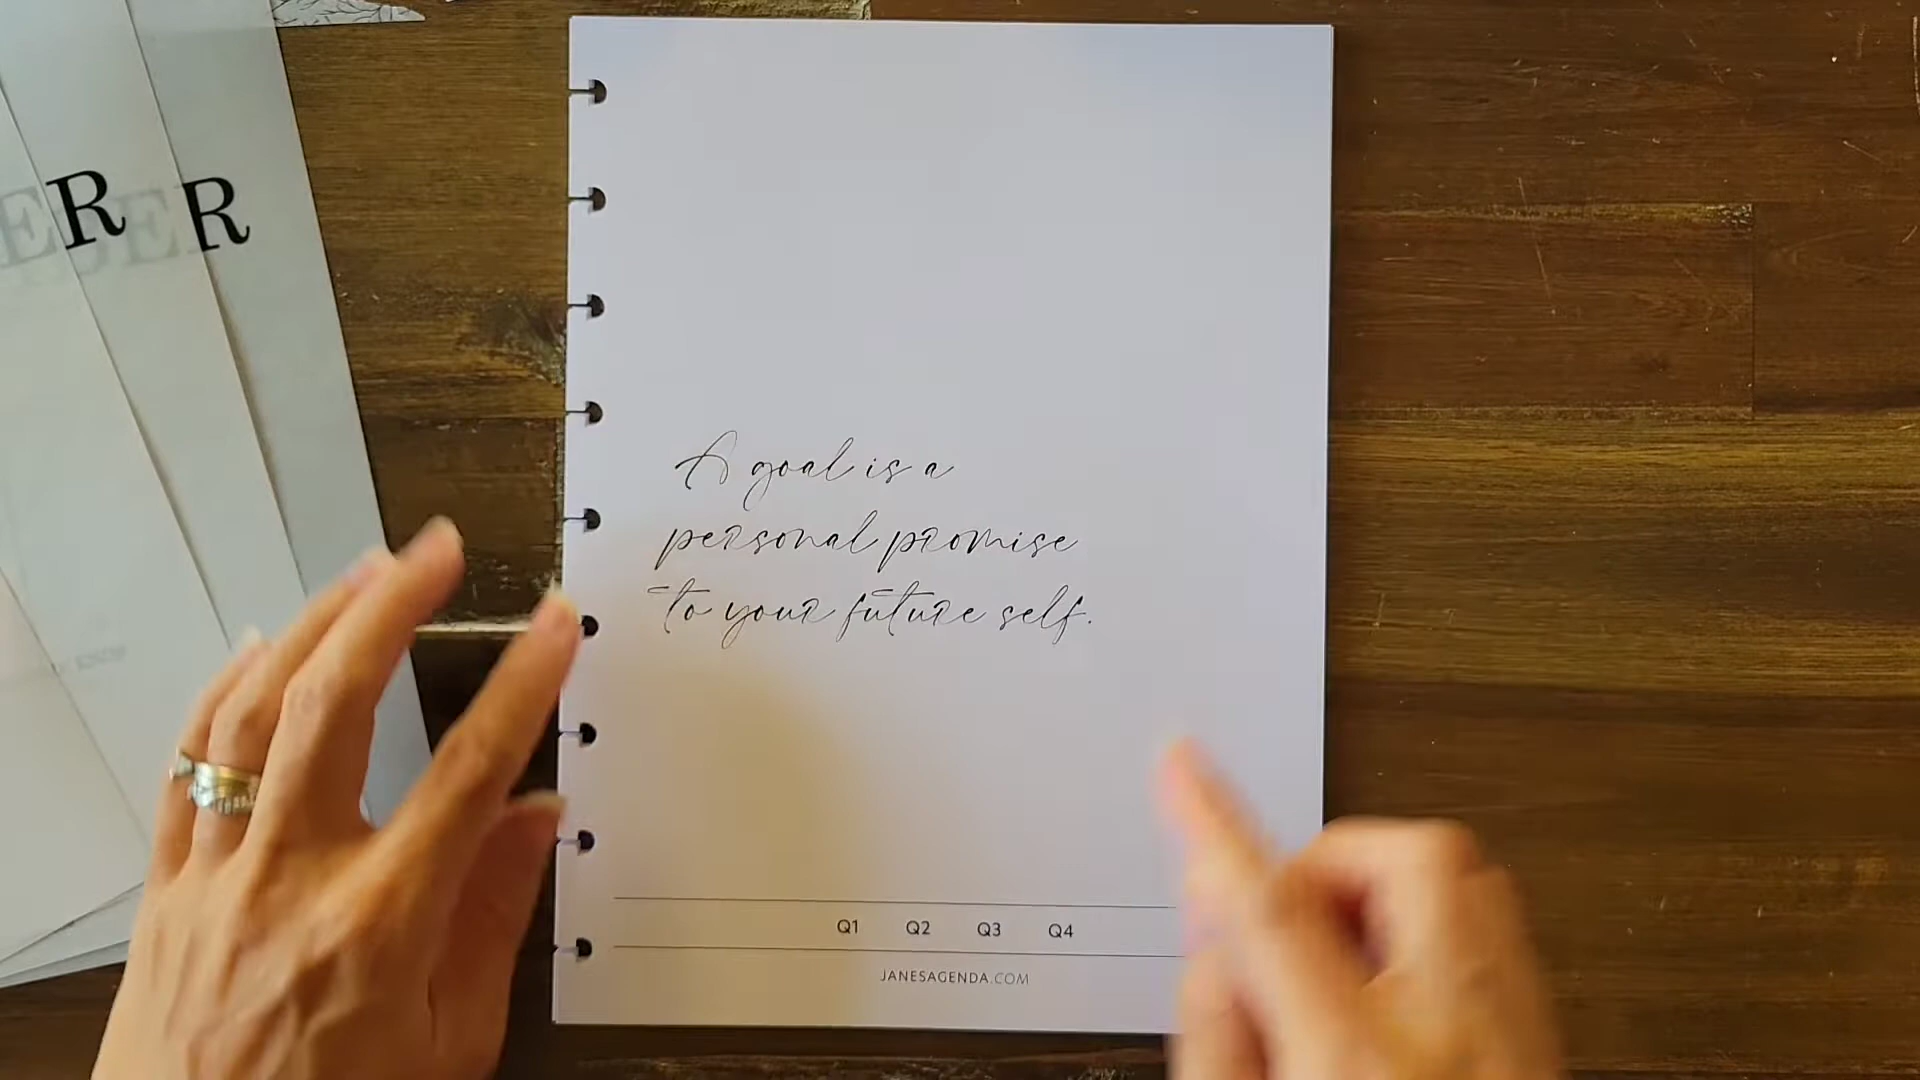 ER R
A goal is a
personal promise
to your future self.
Q1 Q2 Q3 Q4
JANESAGENDA.COM